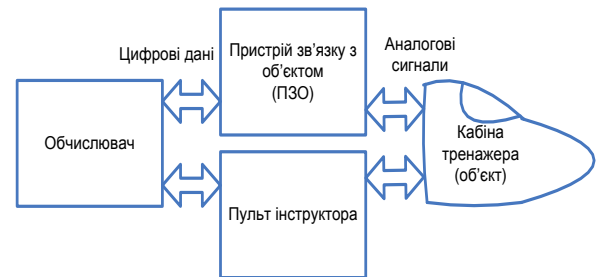 Цифрові дані
Пристрій зв'язку з
об'єктом
(ПЗО)
Аналогові
сигнали
Обчислювач
Кабіна
тренажера
(об'єкт)
Пульт інструктора